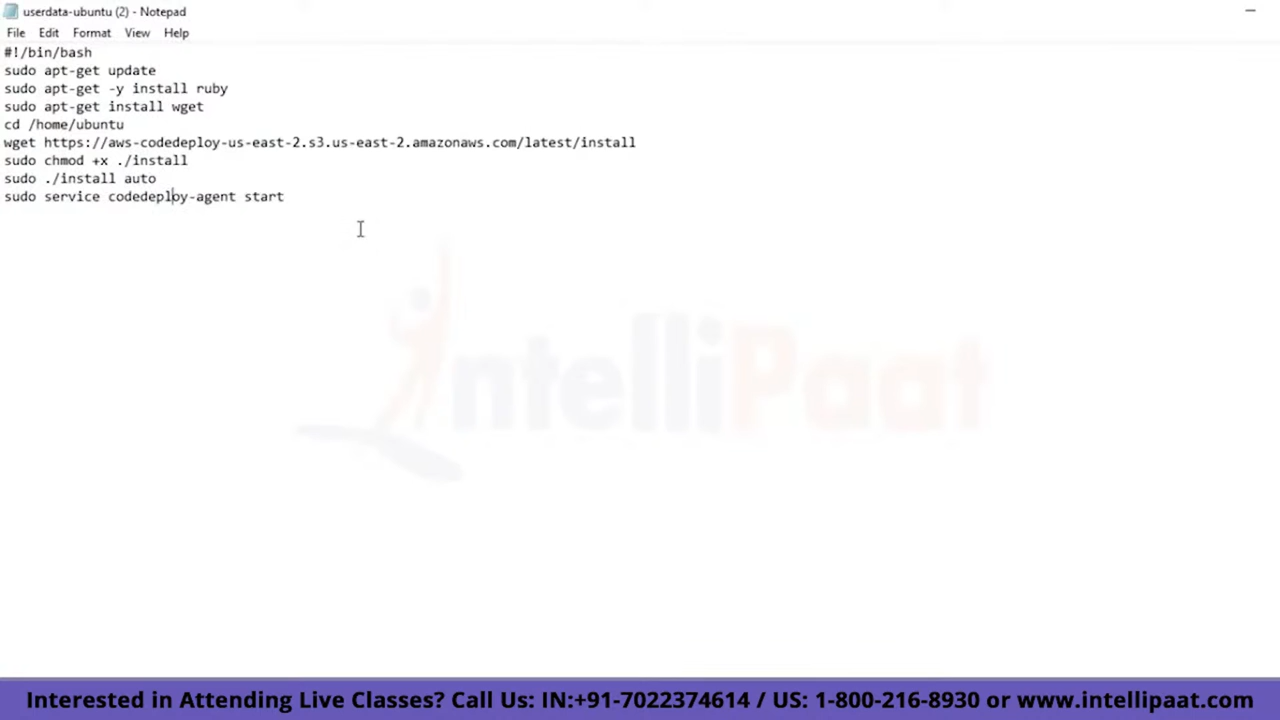 userdata-ubuntu (2) - Notepad
File Edit Format View Help
#!/bin/bash
sudo apt-get update
sudo apt-get -y install ruby
sudo apt-get install wget
cd /home/ubuntu
wget https://aws-codedeploy-us-east-2.s3.us-east-2.amazonaws.com/latest/install
sudo chmod +x ./install
sudo ./install auto
sudo service codedeploy-agent start
IntelliPaat
Interested in Attending Live Classes? Call Us: IN:+91-7022374614 / US: 1-800-216-8930 or www.intellipaat.com